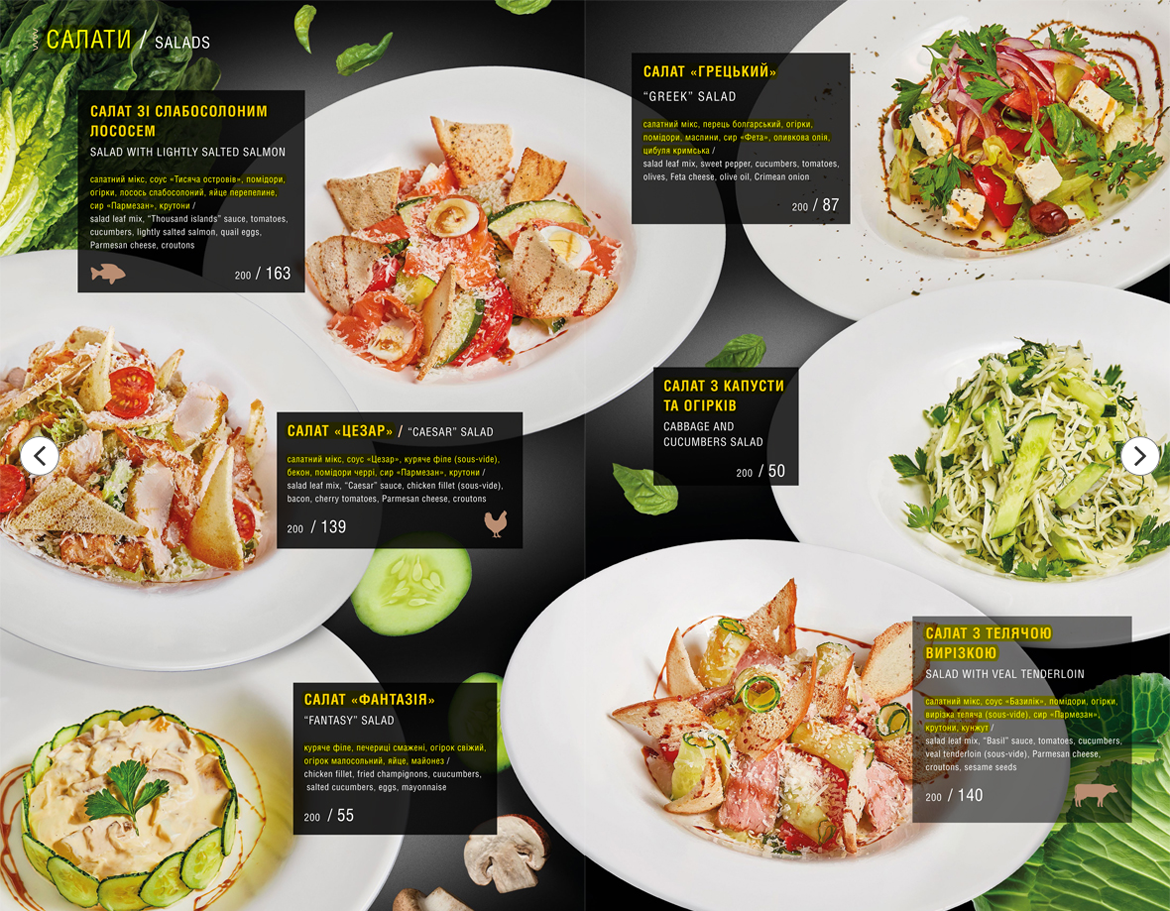 САЛАТИ / SALADS
САЛАТ ЗІ СЛАБОСОЛОНИМ
ЛОСОСЕМ
SALAD WITH LIGHTLY SALTED SALMON
салатний мікс, соус «Тисяча островів», помідори,
огірки, лосось слабосолоний, яйце перепелине,
сир «Пармезан», крутони /
salad leaf mix, “Thousand islands” sauce, tomatoes,
cucumbers, lightly salted salmon, quail eggs,
Parmesan cheese, croutons
200 / 163
САЛАТ «ЦЕЗАР» / “CAESAR” SALAD
салатний мікс, соус «Цезар», куряче філе (sous-vide),
бекон, помідори черрі, сир «Пармезан», крутони /
salad leaf mix, “Caesar” sauce, chicken fillet (sous-vide),
bacon, cherry tomatoes, Parmesan cheese, croutons
200 / 139
САЛАТ «ФАНТАЗІЯ»
“FANTASY” SALAD
куряче філе, печериці смажені, огірок свіжий,
огірок малосольний, яйце, майонез /
chicken fillet, fried champignons, cuucumbers,
salted cucumbers, eggs, mayonnaise
200 / 55
САЛАТ «ГРЕЦЬКИЙ»
“GREEK” SALAD
салатний мікс, перець болгарський, огірки,
помідори, маслини, сир «Фета», оливкова олія,
цибуля кримська /
salad leaf mix, sweet pepper, cucumbers, tomatoes,
olives, Feta cheese, olive oil, Crimean onion
200 / 87
САЛАТ З КАПУСТИ
ТА ОГІРКІВ
CABBAGE AND
CUCUMBERS SALAD
200 / 50
САЛАТ З ТЕЛЯЧОЮ
ВИРІЗКОЮ
SALAD WITH VEAL TENDERLOIN
салатний мікс, соус «Базилік», помідори, огірки,
вирізка теляча (sous-vide), сир «Пармезан»,
крутони, кунжут /
salad leaf mix, “Basil” sauce, tomatoes, cucumbers,
veal tenderloin (sous-vide), Parmesan cheese,
croutons, sesame seeds
200 / 140